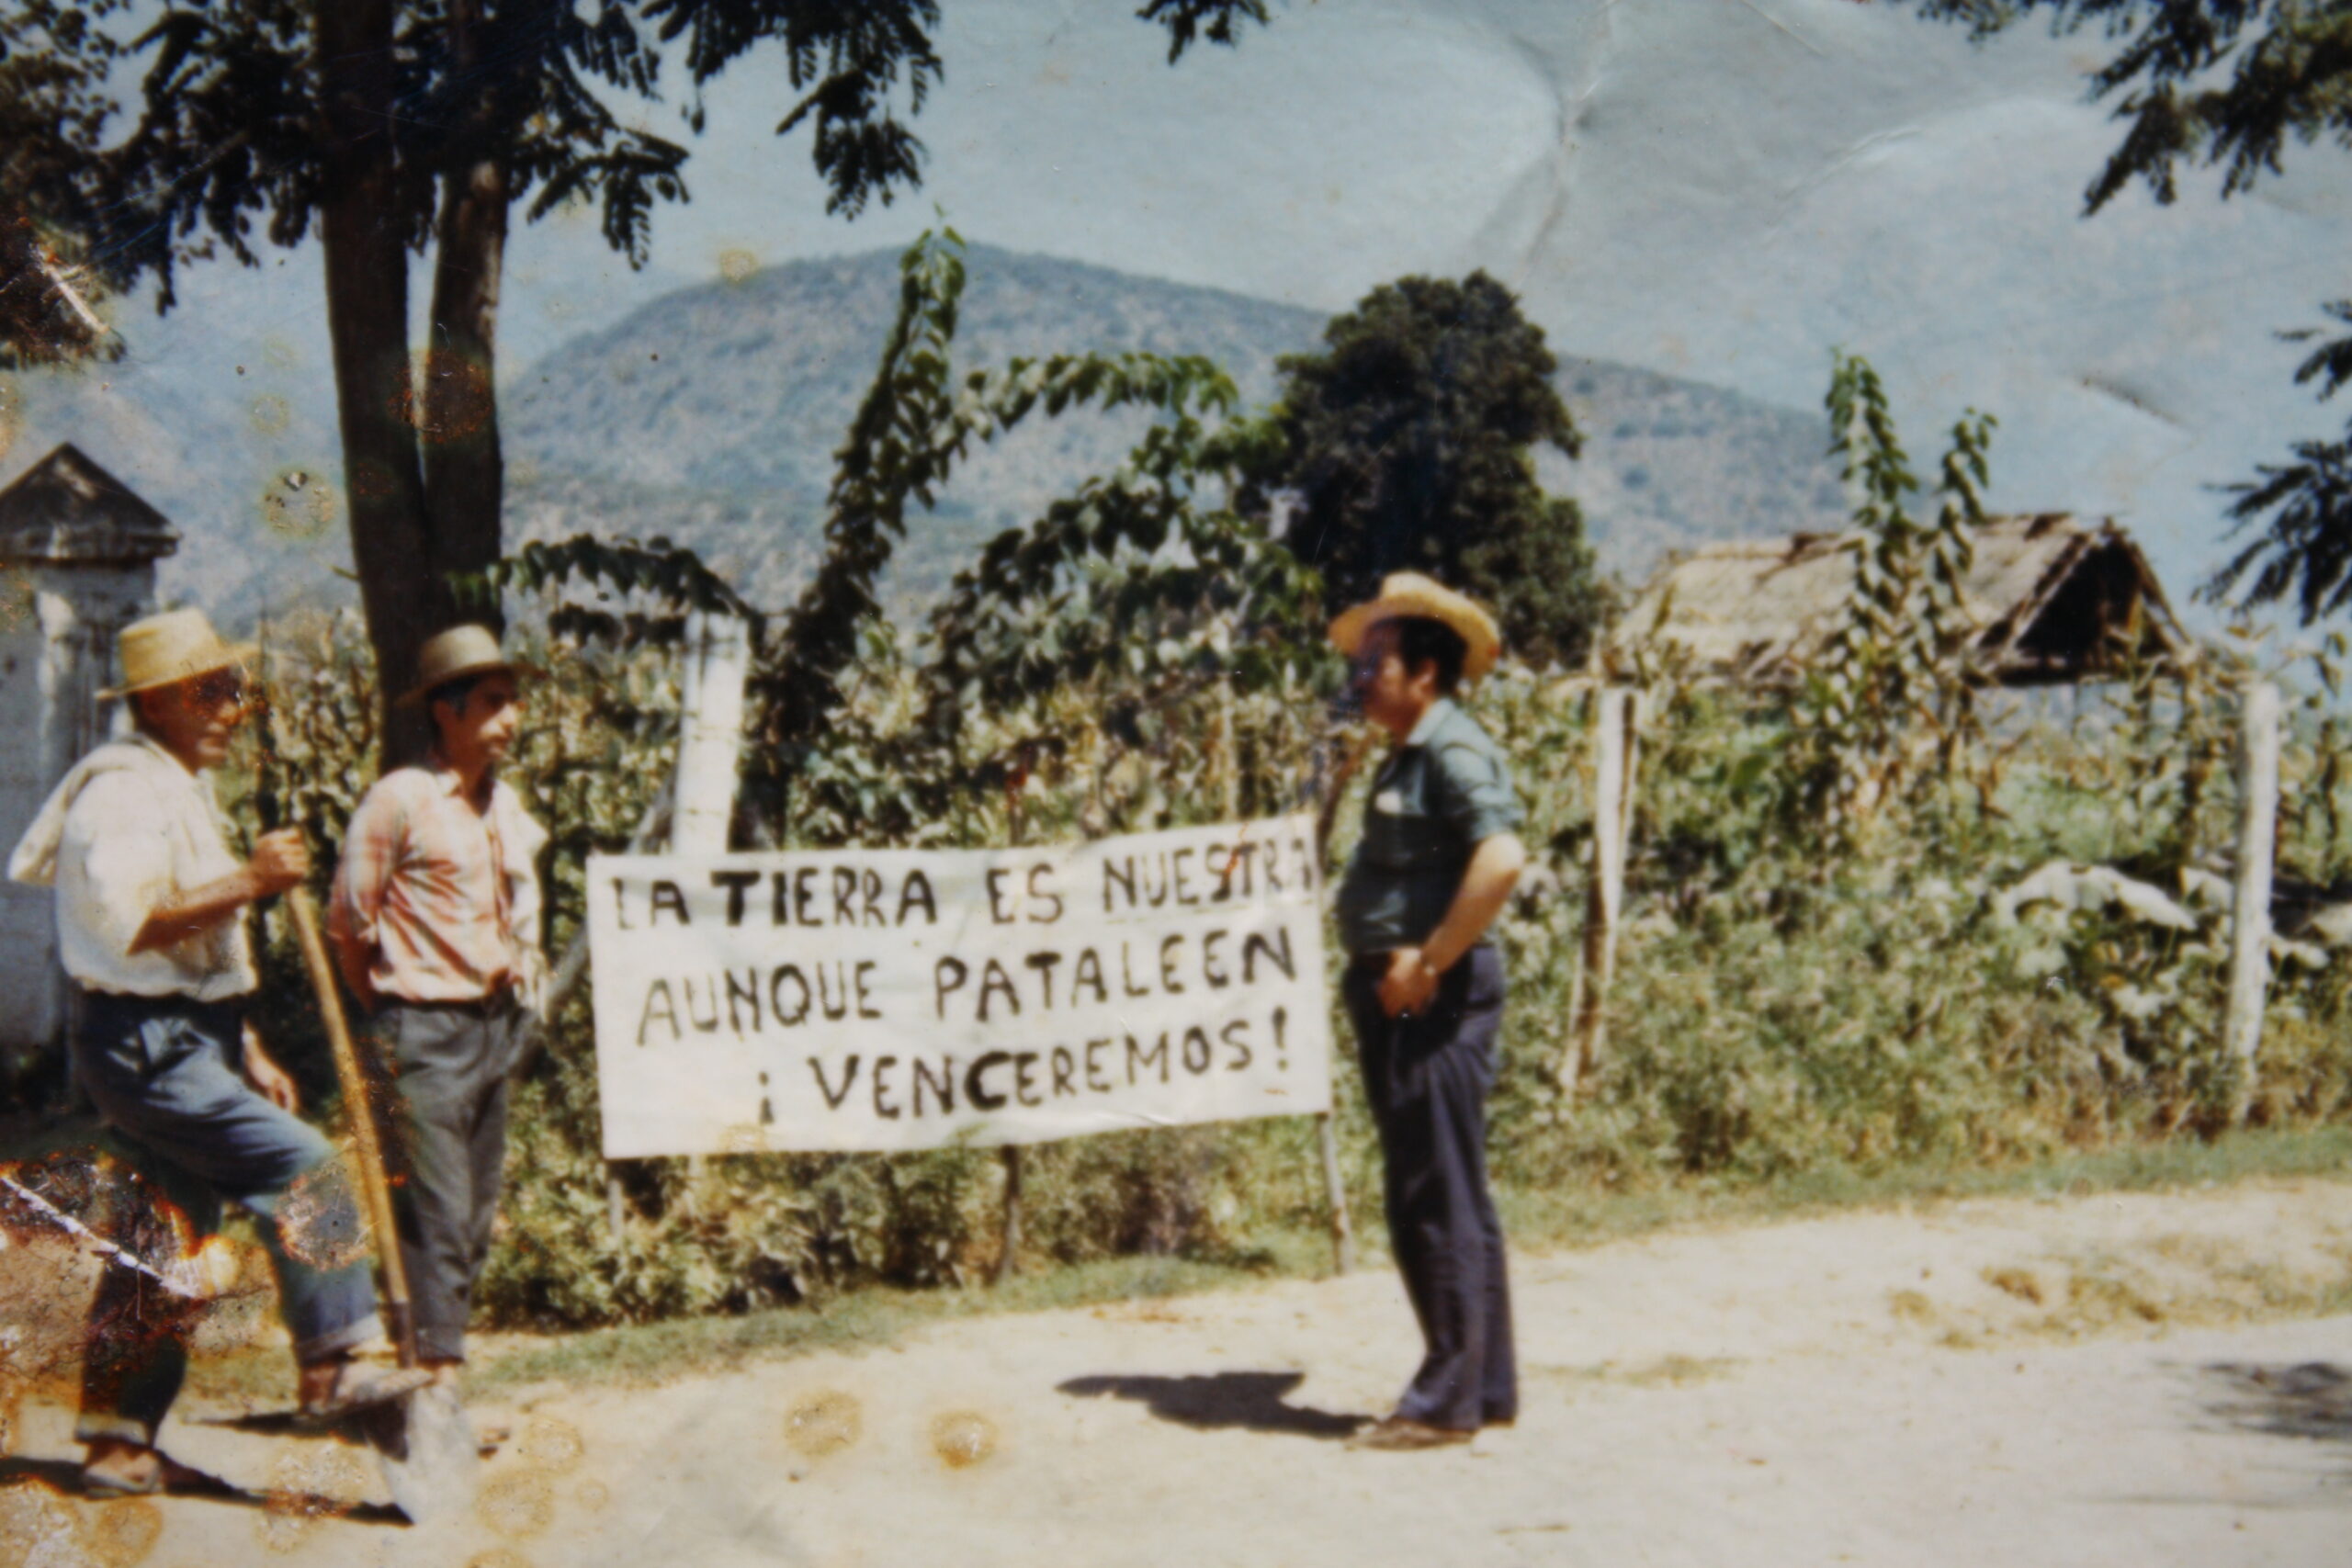 LA TIERRA ES NUESTRA
AUNQUE PATALEEN
¡VENCEREMOS!